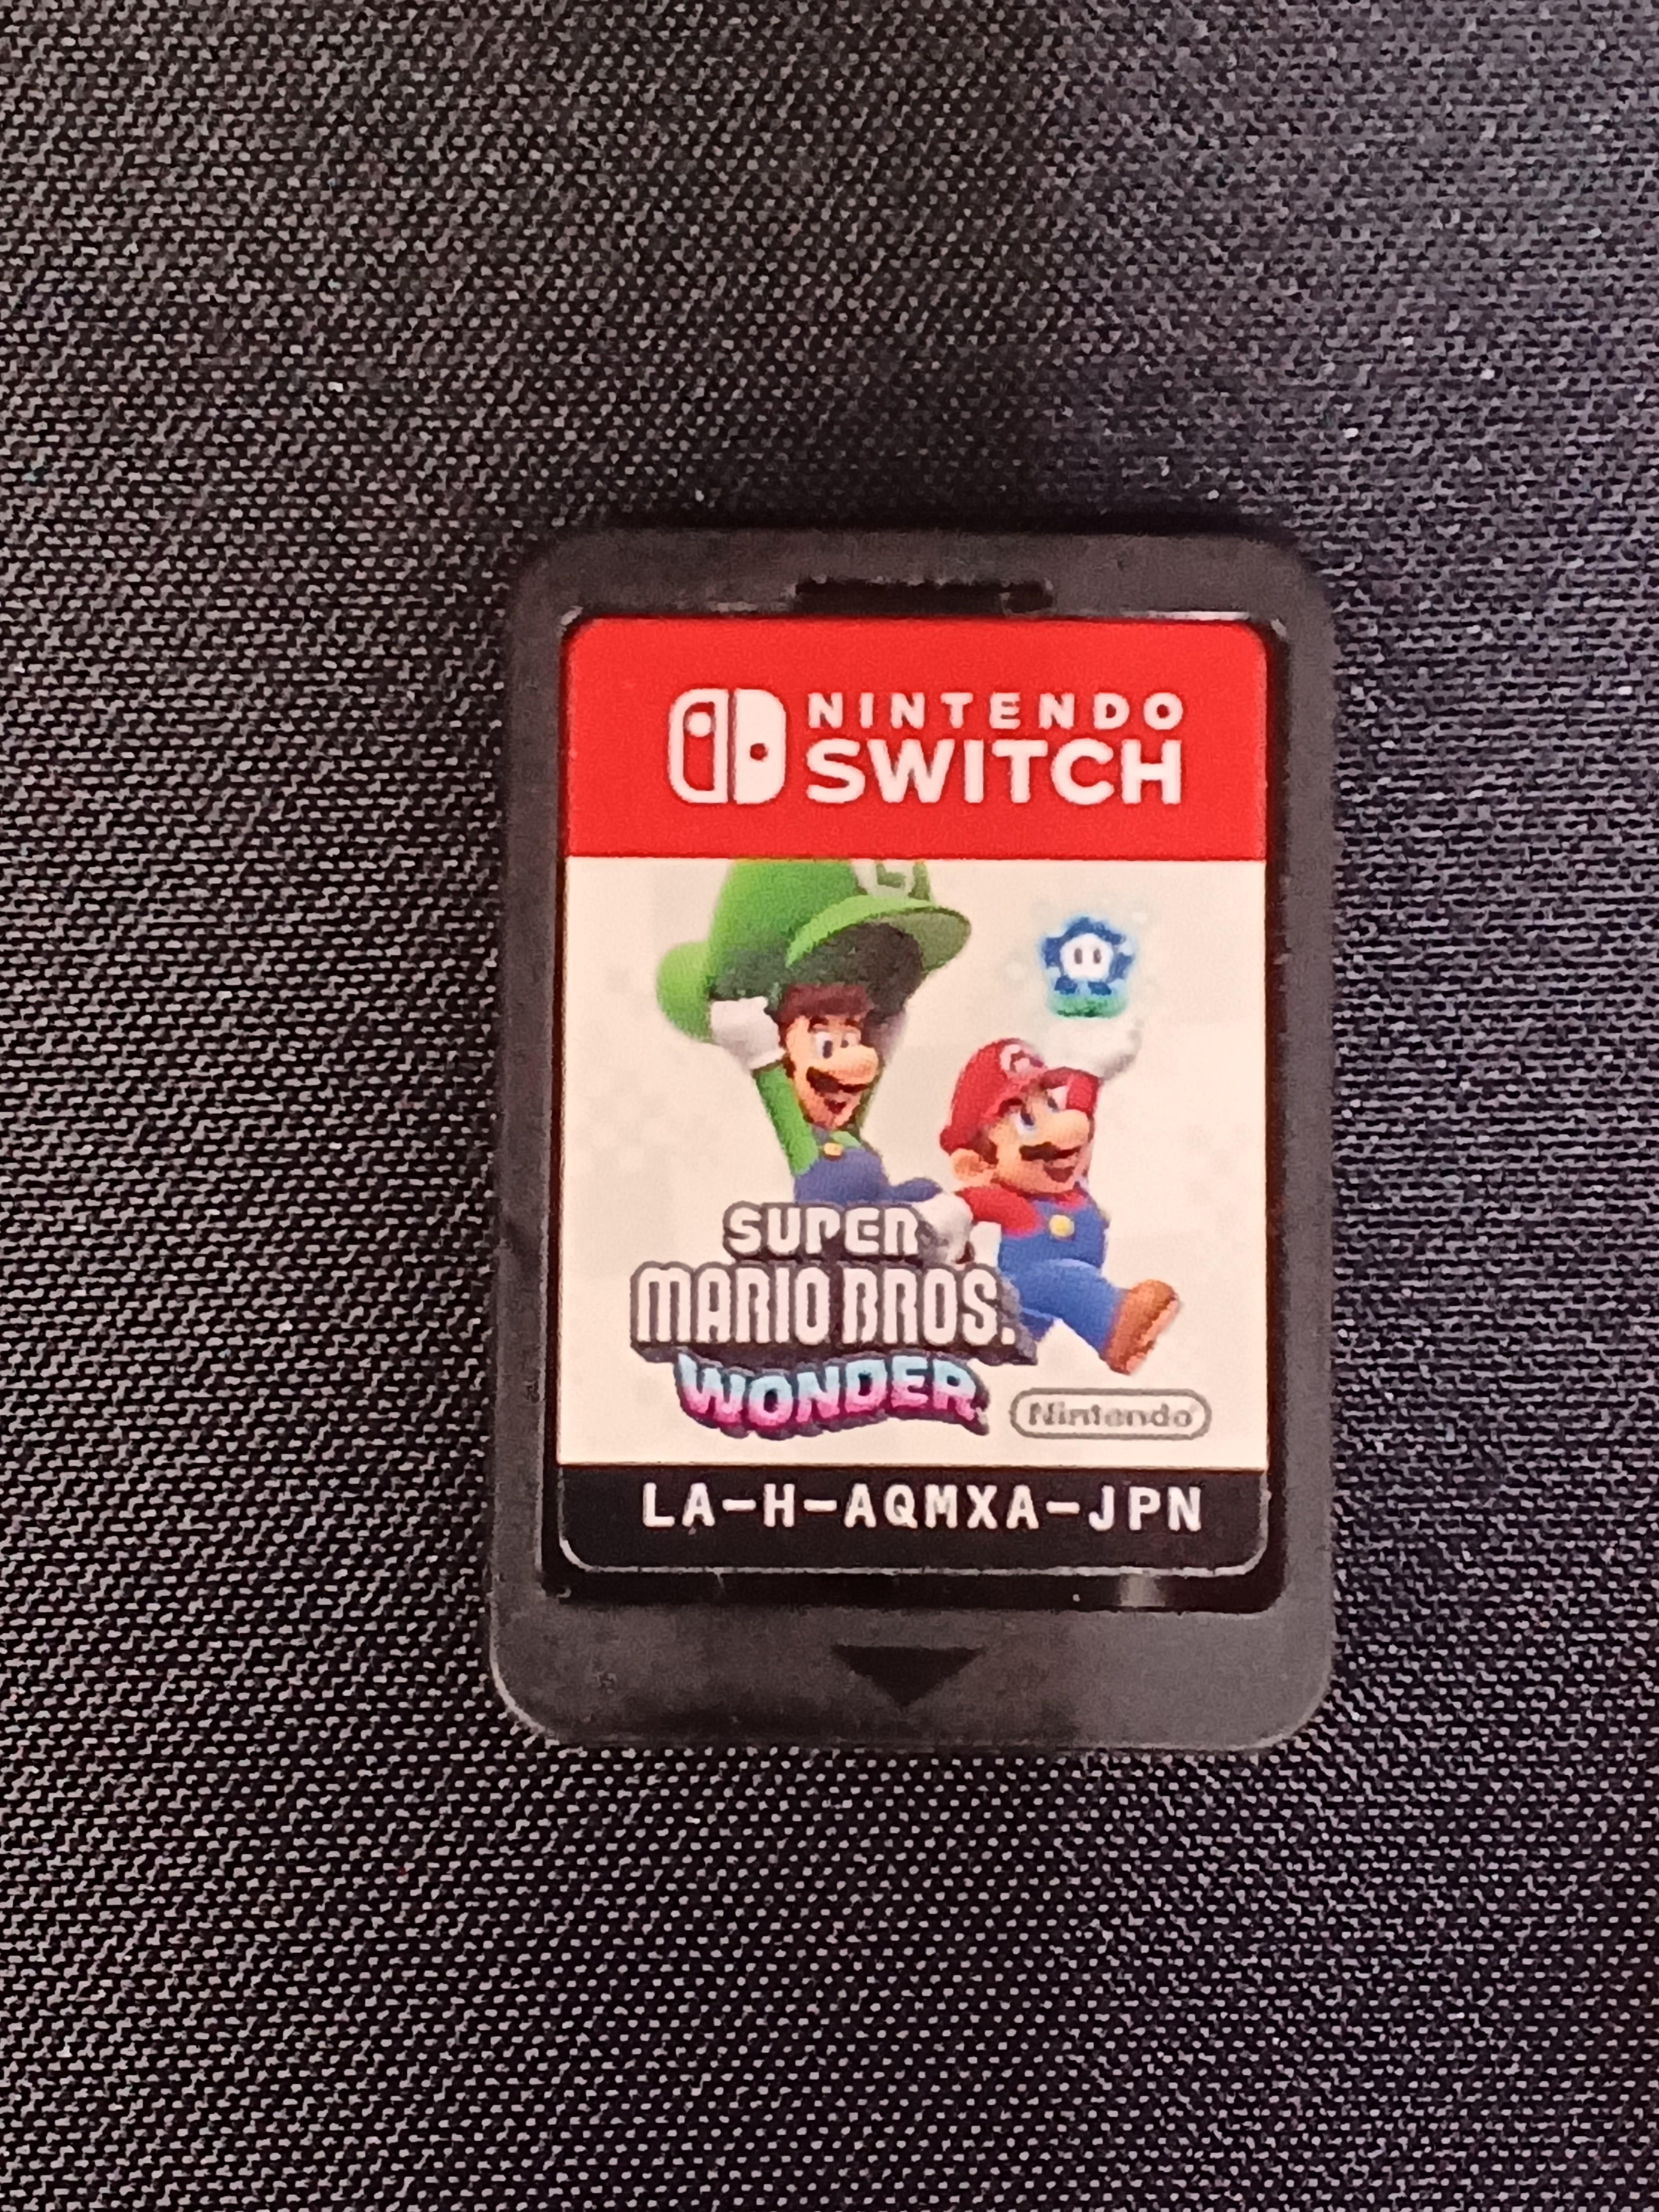 NINTENDO
SWITCH
L
M
SUPER
MARIO BROS.
WONDER
Nintendo
LA-H-AQMXA-JPN